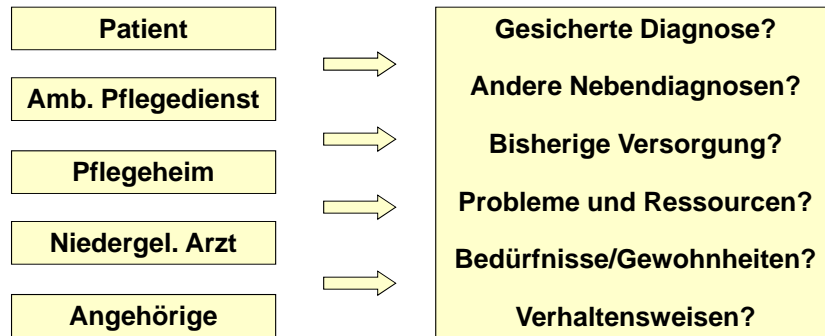 Patient
Amb. Pflegedienst
Pflegeheim
Niedergel. Arzt
Angehörige
Gesicherte Diagnose?
Andere Nebendiagnosen?
Bisherige Versorgung?
Probleme und Ressourcen?
Bedürfnisse/Gewohnheiten?
Verhaltensweisen?